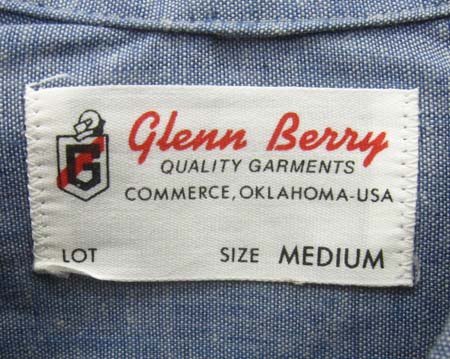 G
Glenn Berry
QUALITY GARMENTS
COMMERCE, OKLAHOMA-USA
LOT SIZE MEDIUM